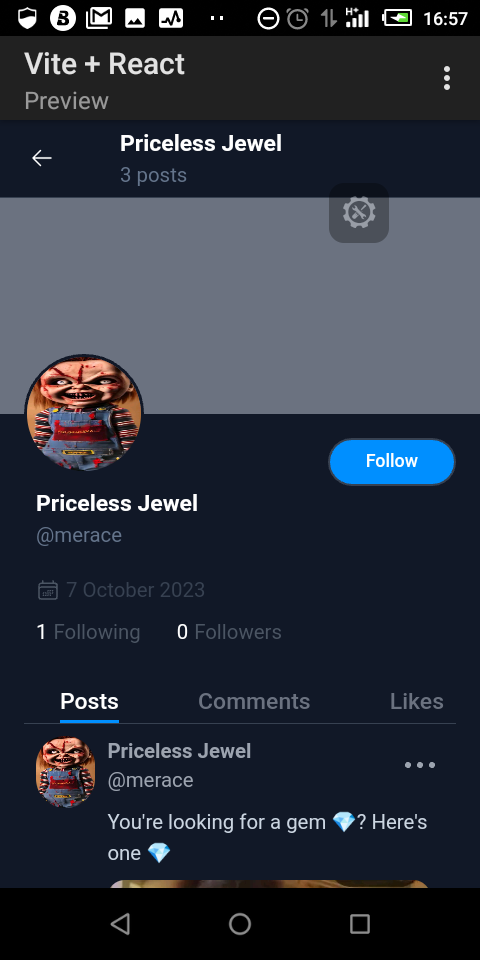 16:57
Vite + React
Preview
Priceless Jewel
3 posts
Follow
Priceless Jewel
@merace
7 October 2023
1 Following 0 Followers
Posts Comments Likes
Priceless Jewel
@merace
You're looking for a gem 💎? Here's
one 💎